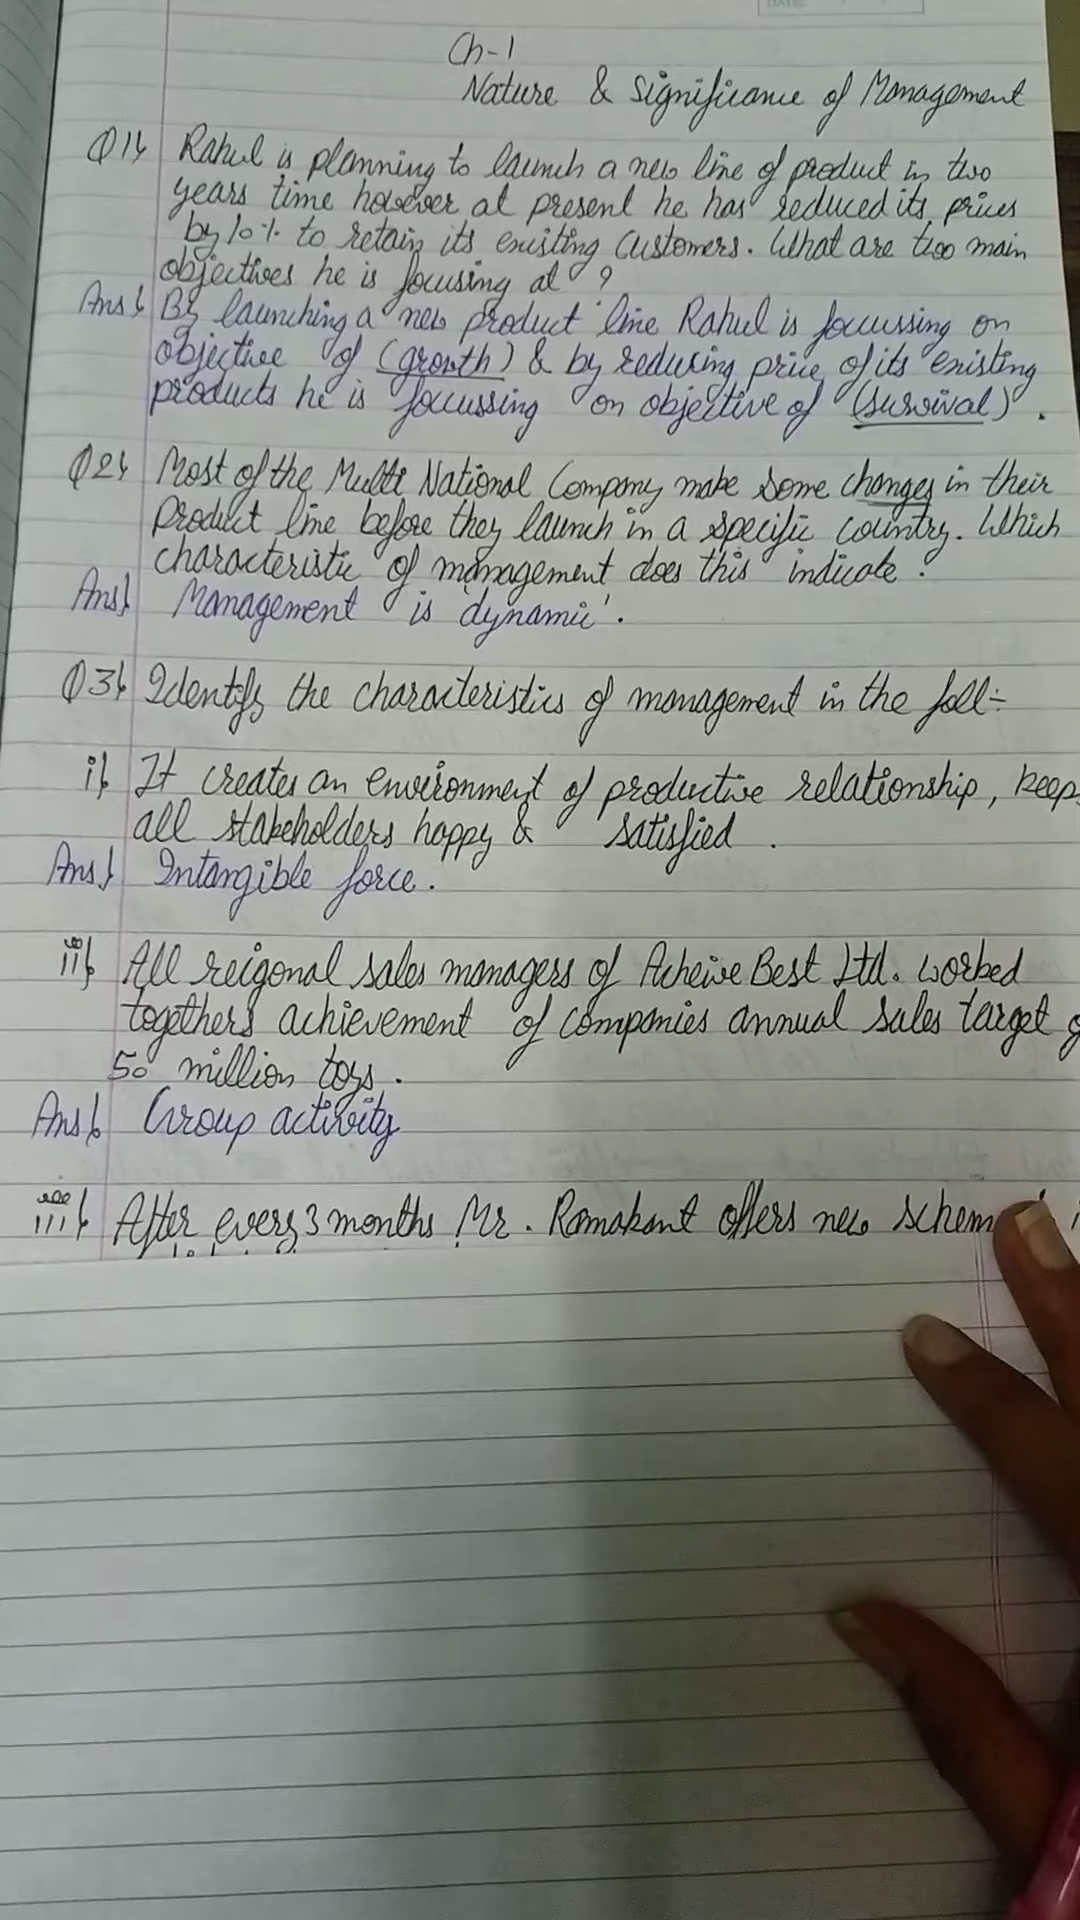 Ch-1
Nature & Significance of Management
Q1) Rahul is planning to launch a new line of product in two
years time however at present he has reduced its prices
by 10% to retain its existing customers. What are two main
objectives he is focusing at ?
Ans) By launching a new product line Rahul is focussing on
objective of (growth) & by reducing price of its existing
products he is focussing on objective of (survival).
Q2) Most of the Multi National Company make some changes in their
Product line before they launch in a specific country. Which
characteristic of management does this indicate.
Ans) Management is 'dynamic'.
Q3) Identify the characteristics of management in the foll÷
i) It creates an environment of productive relationship, keep
all stakeholders happy & satisfied .
Ans) Intangible force.
ii) All reigonal sales managers of Acheive Best Ltd. worked
togethers achievement of companies annual sales target
50 million toys .
Ans) Group activity
iii) After every 3 months Mr. Ramakant offers new